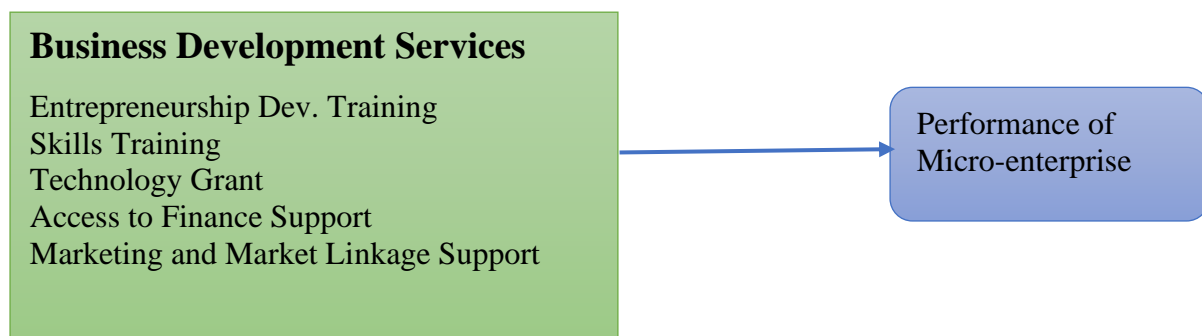 Business Development Services
Entrepreneurship Dev. Training
Skills Training
Technology Grant
Access to Finance Support
Marketing and Market Linkage Support
Performance of
Micro-enterprise